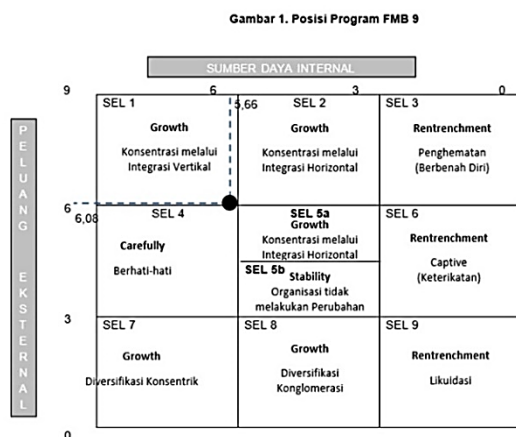 Gambar 1. Posisi Program FMB 9
SUMBER DAYA INTERNAL
9
6
5,66
3
0
PELUANG EKSTERNAL
SEL 1
Growth
Konsentrasi melalui
Integrasi Vertikal
SEL 2
Growth
Konsentrasi melalui
Integrasi Horizontal
SEL 3
Rentrenchment
Penghematan
(Berbenah Diri)
6
6,08
SEL 4
Carefully
Berhati-hati
SEL 5a
Growth
Konsentrasi melalui
Integrasi Horizontal
SEL 5b
Stability
Organisasi tidak
melakukan Perubahan
SEL 6
Rentrenchment
Captive
(Keterikatan)
3
SEL 7
Growth
Diversifikasi Konsentrik
SEL 8
Growth
Diversifikasi
Konglomerasi
SEL 9
Rentrenchment
Likuidasi
0